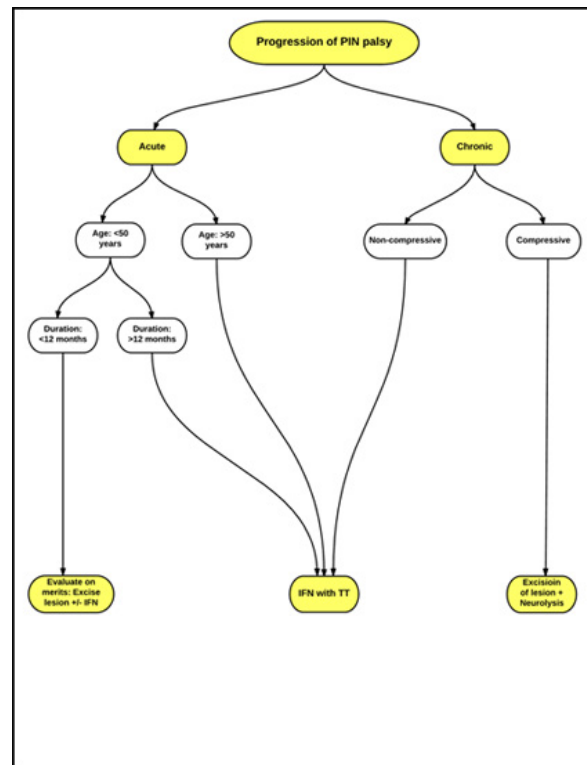 Progression of PIN palsy
Acute
Chronic
Age: <50
years
Age: >50
years
Non-compressive
Compressive
Duration:
<12 months
Duration:
>12 months
Evaluate on
merits: Excise
lesion +/- IFN
IFN with TT
Excisioin
of lesion +
Neurolysis